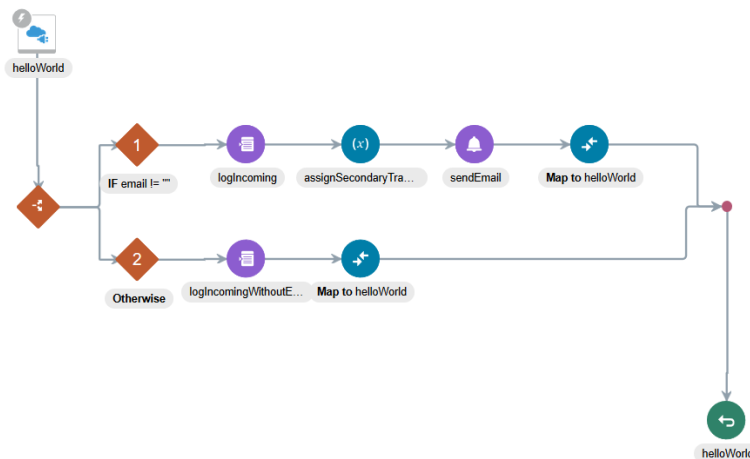 helloWorld
1
IF email != ""
logIncoming
(x)
assignSecondaryTra...
sendEmail
Map to helloWorld
2
Otherwise
logIncomingWithoutE...
Map to helloWorld
helloWorld